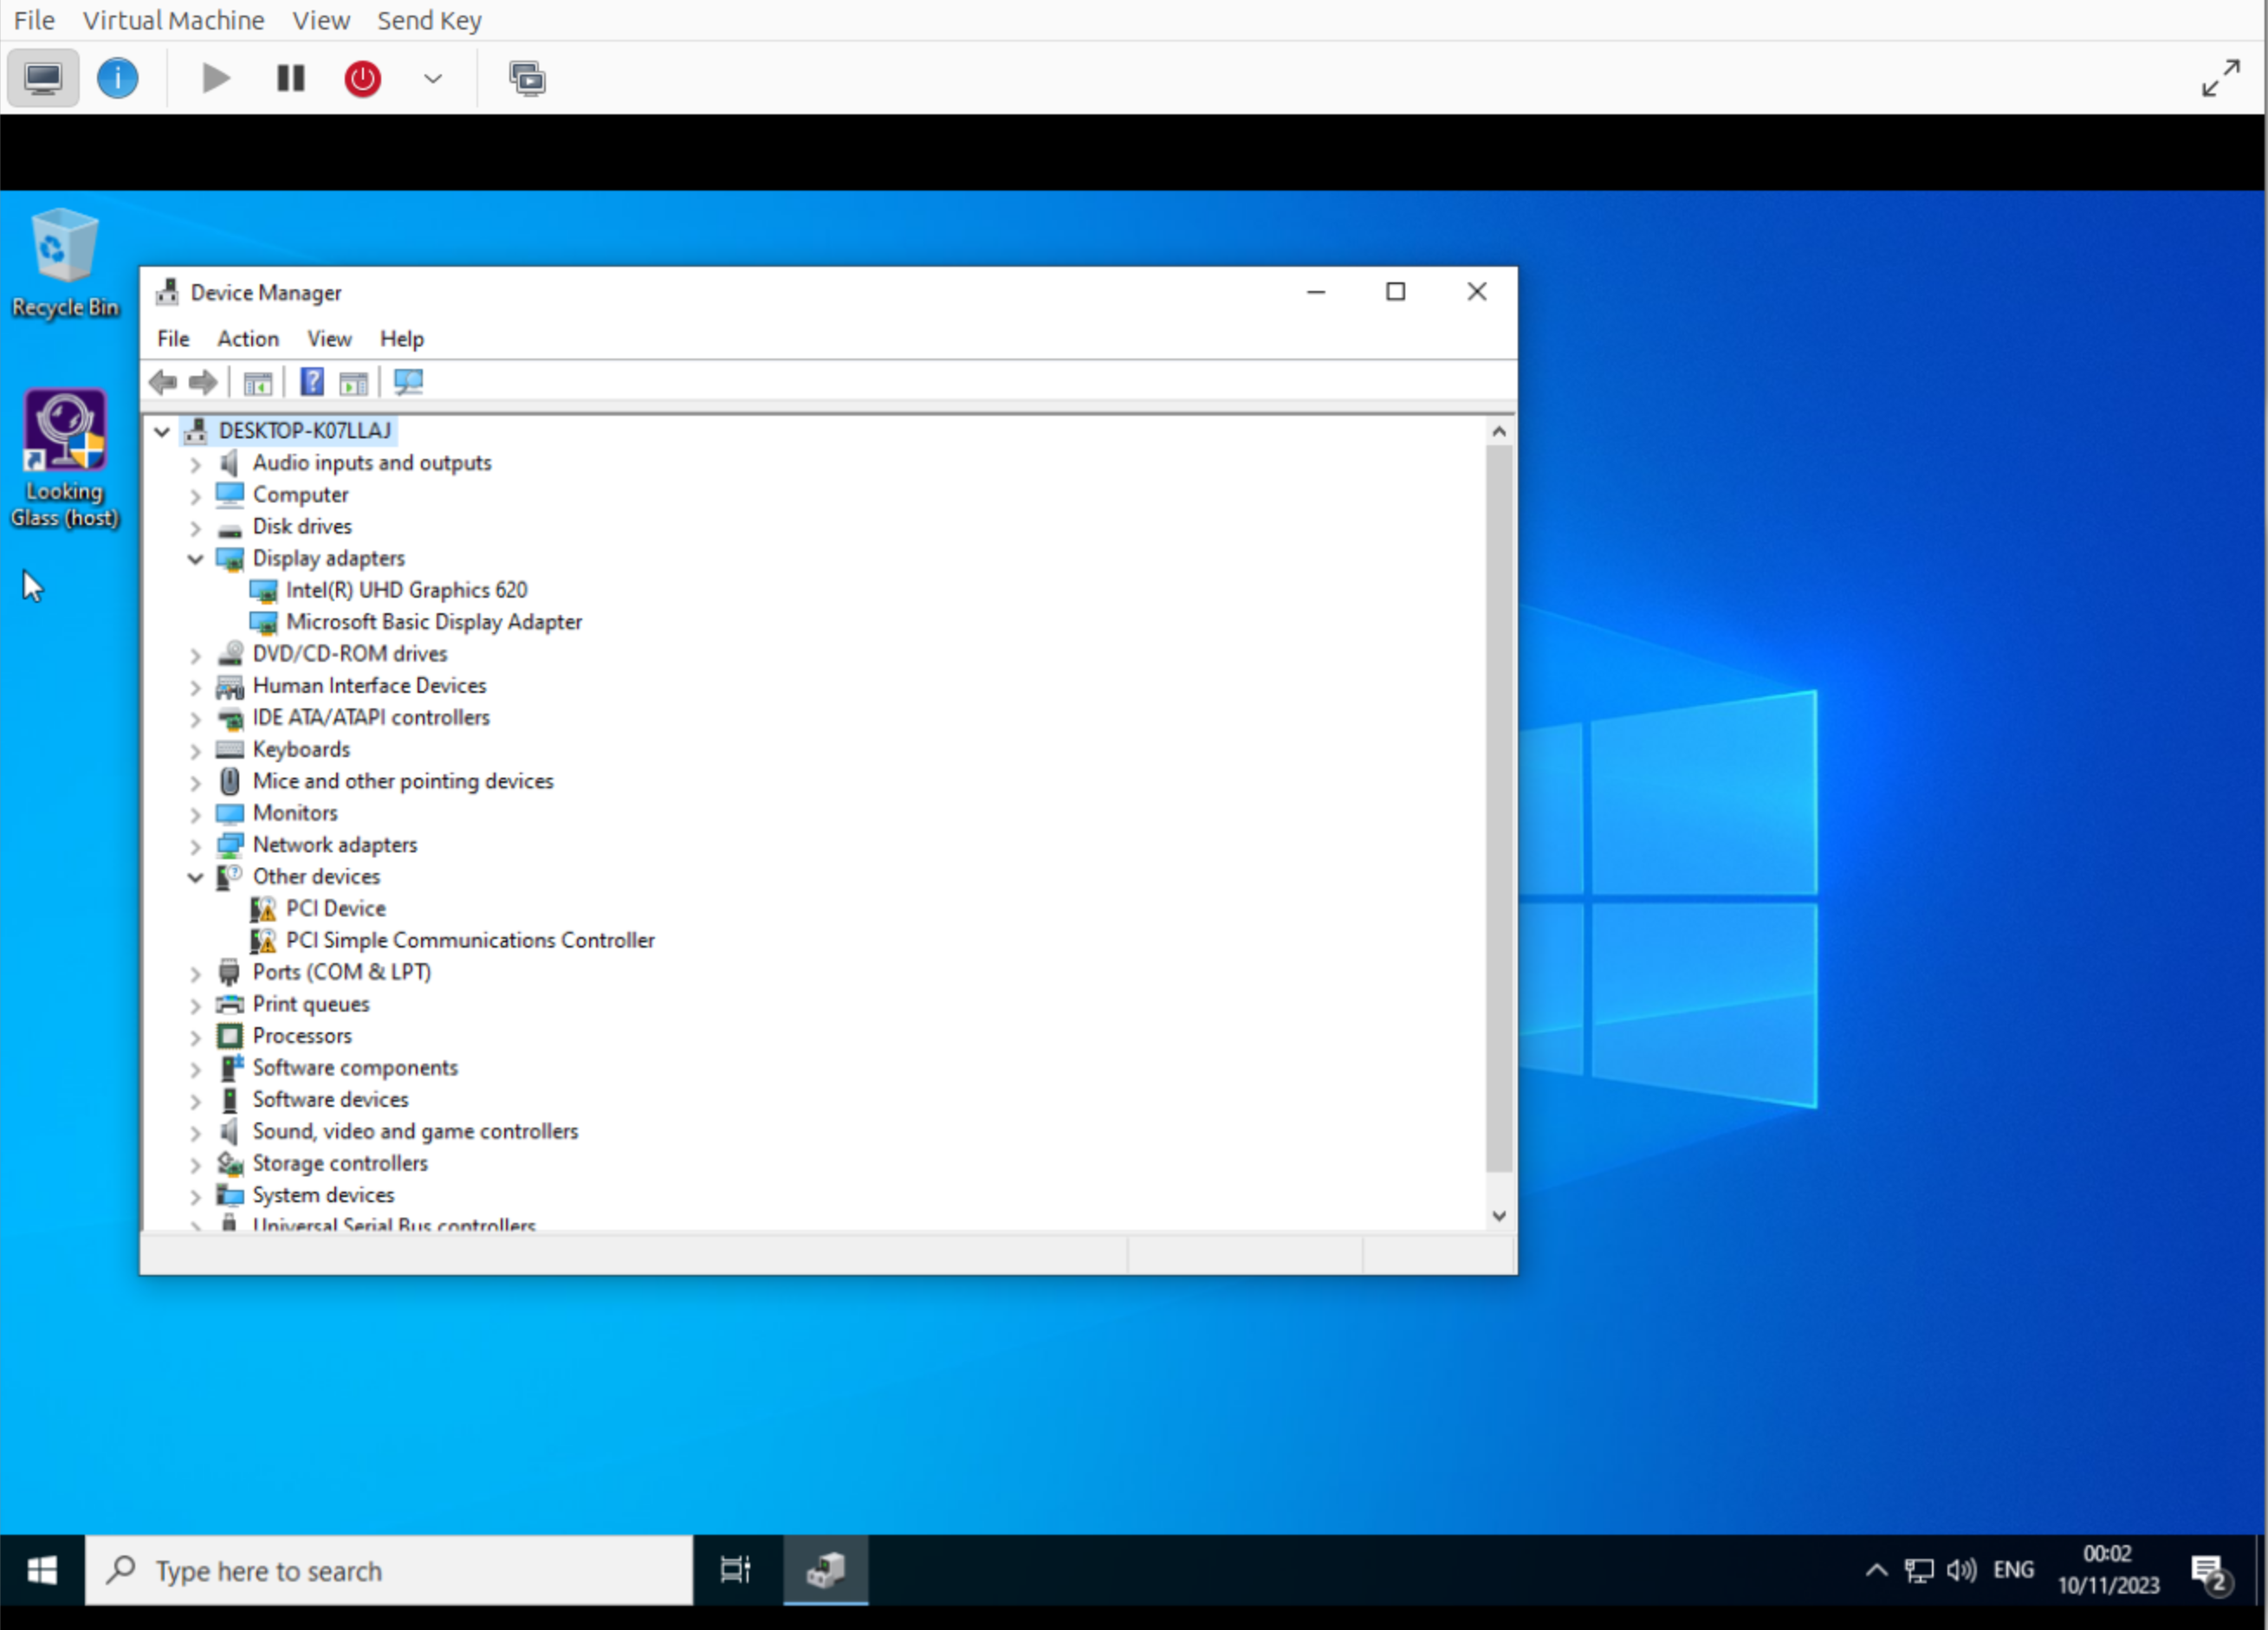 File Virtual Machine View Send Key
Recycle Bin
Looking
Glass (host)
Device Manager
File Action View Help
DESKTOP-K07LLAJ
Audio inputs and outputs
Computer
Disk drives
Display adapters
Intel(R) UHD Graphics 620
Microsoft Basic Display Adapter
DVD/CD-ROM drives
Human Interface Devices
IDE ATA/ATAPI controllers
Keyboards
Mice and other pointing devices
Monitors
Network adapters
Other devices
PCI Device
PCI Simple Communications Controller
Ports (COM & LPT)
Print queues
Processors
Software components
Software devices
Sound, video and game controllers
Storage controllers
System devices
Universal Serial Bus controllers
Type here to search
ENG
00:02
10/11/2023
2